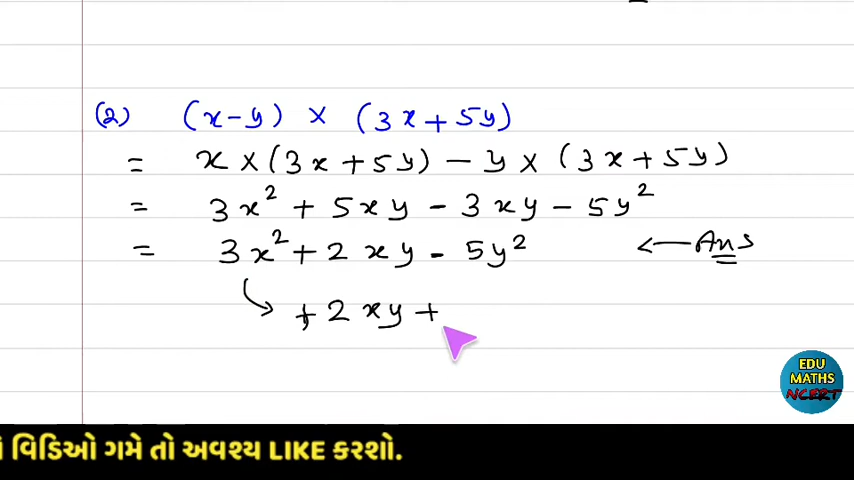 (2) (x-y) × (3x+5y)
= x×(3x+5y) - y×(3x+5y)
= 3x² + 5xy - 3xy - 5y²
= 3x² + 2xy - 5y² ← Ans
↳ +2xy +
EDU
MATHS
NCERT
વિડિઓ ગમે તો અવશ્ય LIKE કરશો.